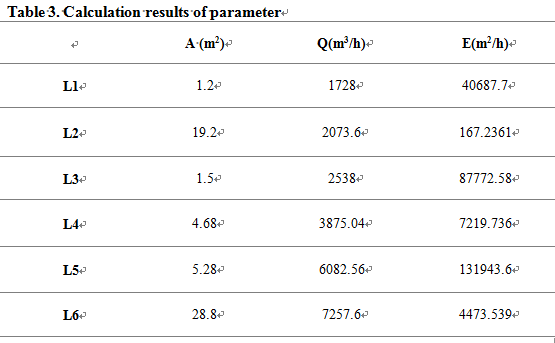 Table 3. Calculation results of parameter
A (m²) Q(m³/h) E(m²/h)
L1 1.2 1728 40687.7
L2 19.2 2073.6 167.2361
L3 1.5 2538 87772.58
L4 4.68 3875.04 7219.736
L5 5.28 6082.56 131943.6
L6 28.8 7257.6 4473.539